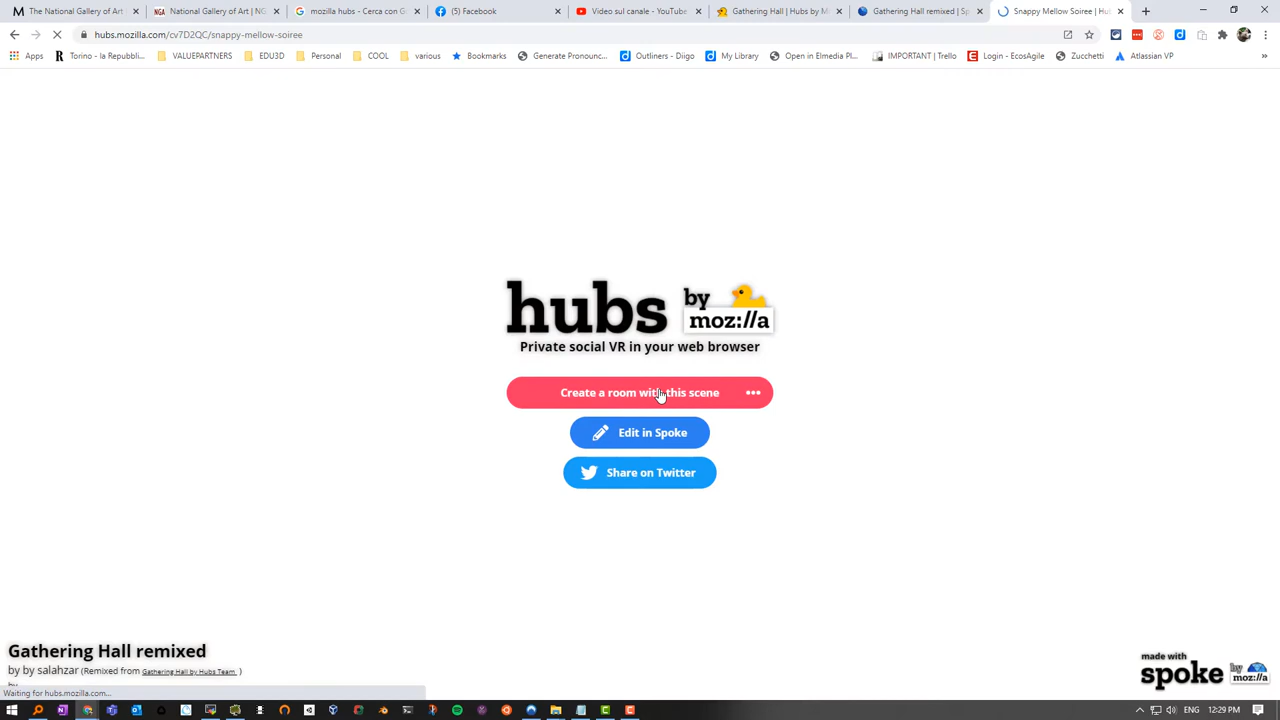 The National Gallery of Art
National Gallery of Art | NG
mozilla hubs - Cerca con G
(5) Facebook
Video sul canale - YouTube
Gathering Hall | Hubs by M
Gathering Hall remixed | Sp
Snappy Mellow Soiree | Hu
hubs.mozilla.com/cv7D2QC/snappy-mellow-soiree
Apps
Torino - la Repubbli...
VALUEPARTNERS
EDU3D
Personal
COOL
various
Bookmarks
Generate Pronounc...
Outliners - Diigo
My Library
Open in Elmedia Pl...
IMPORTANT | Trello
Login - EcosAgile
Zucchetti
Atlassian VP
hubs by moz://a
Private social VR in your web browser
Create a room with this scene
Edit in Spoke
Share on Twitter
Gathering Hall remixed
by by salahzar (Remixed from Gathering Hall by Hubs Team )
Waiting for hubs.mozilla.com...
made with
spoke by moz://a
ENG
12:29 PM